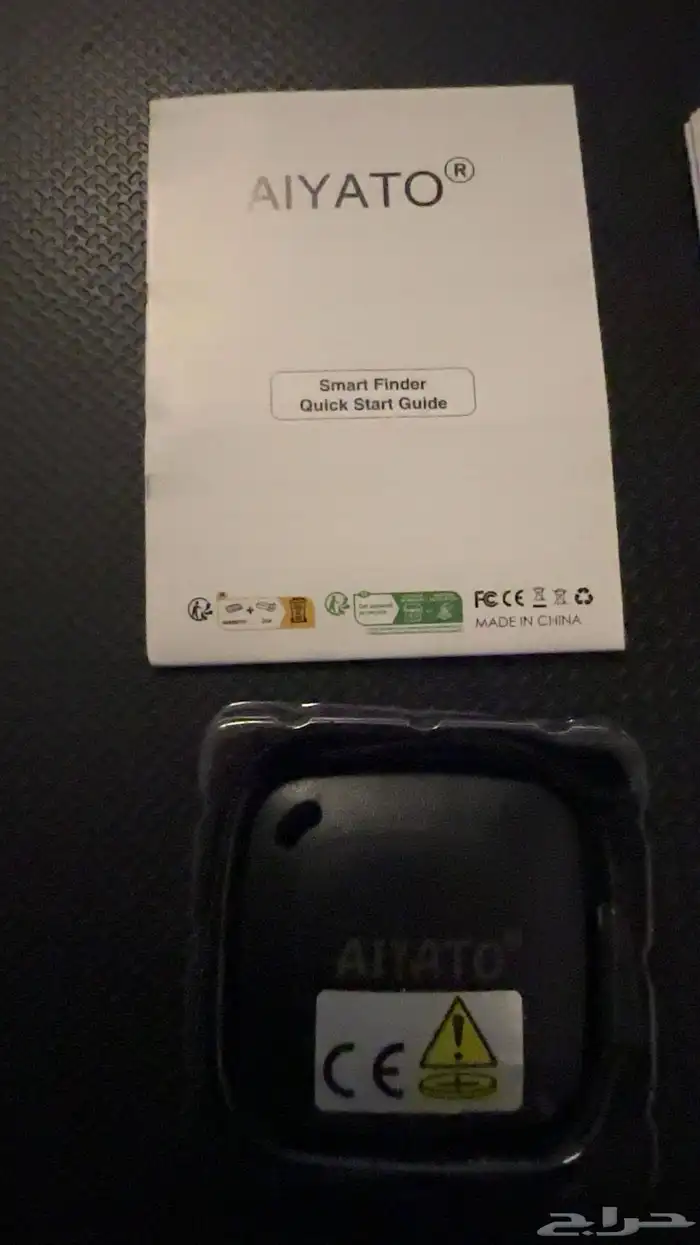 AIYATO®
Smart Finder
Quick Start Guide
FC CE
MADE IN CHINA
AIYATO
CE
حراج